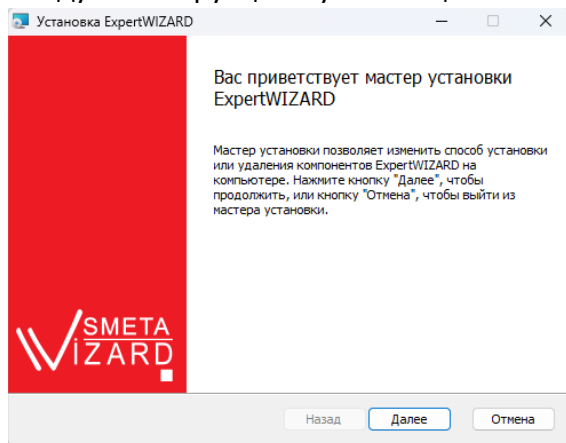 Установка ExpertWIZARD
Вас приветствует мастер установки
ExpertWIZARD
Мастер установки позволяет изменить способ установки
или удаления компонентов ExpertWIZARD на
компьютере. Нажмите кнопку "Далее", чтобы
продолжить, или кнопку "Отмена", чтобы выйти из
мастера установки.
SMETA
WIZARD
Назад Далее Отмена